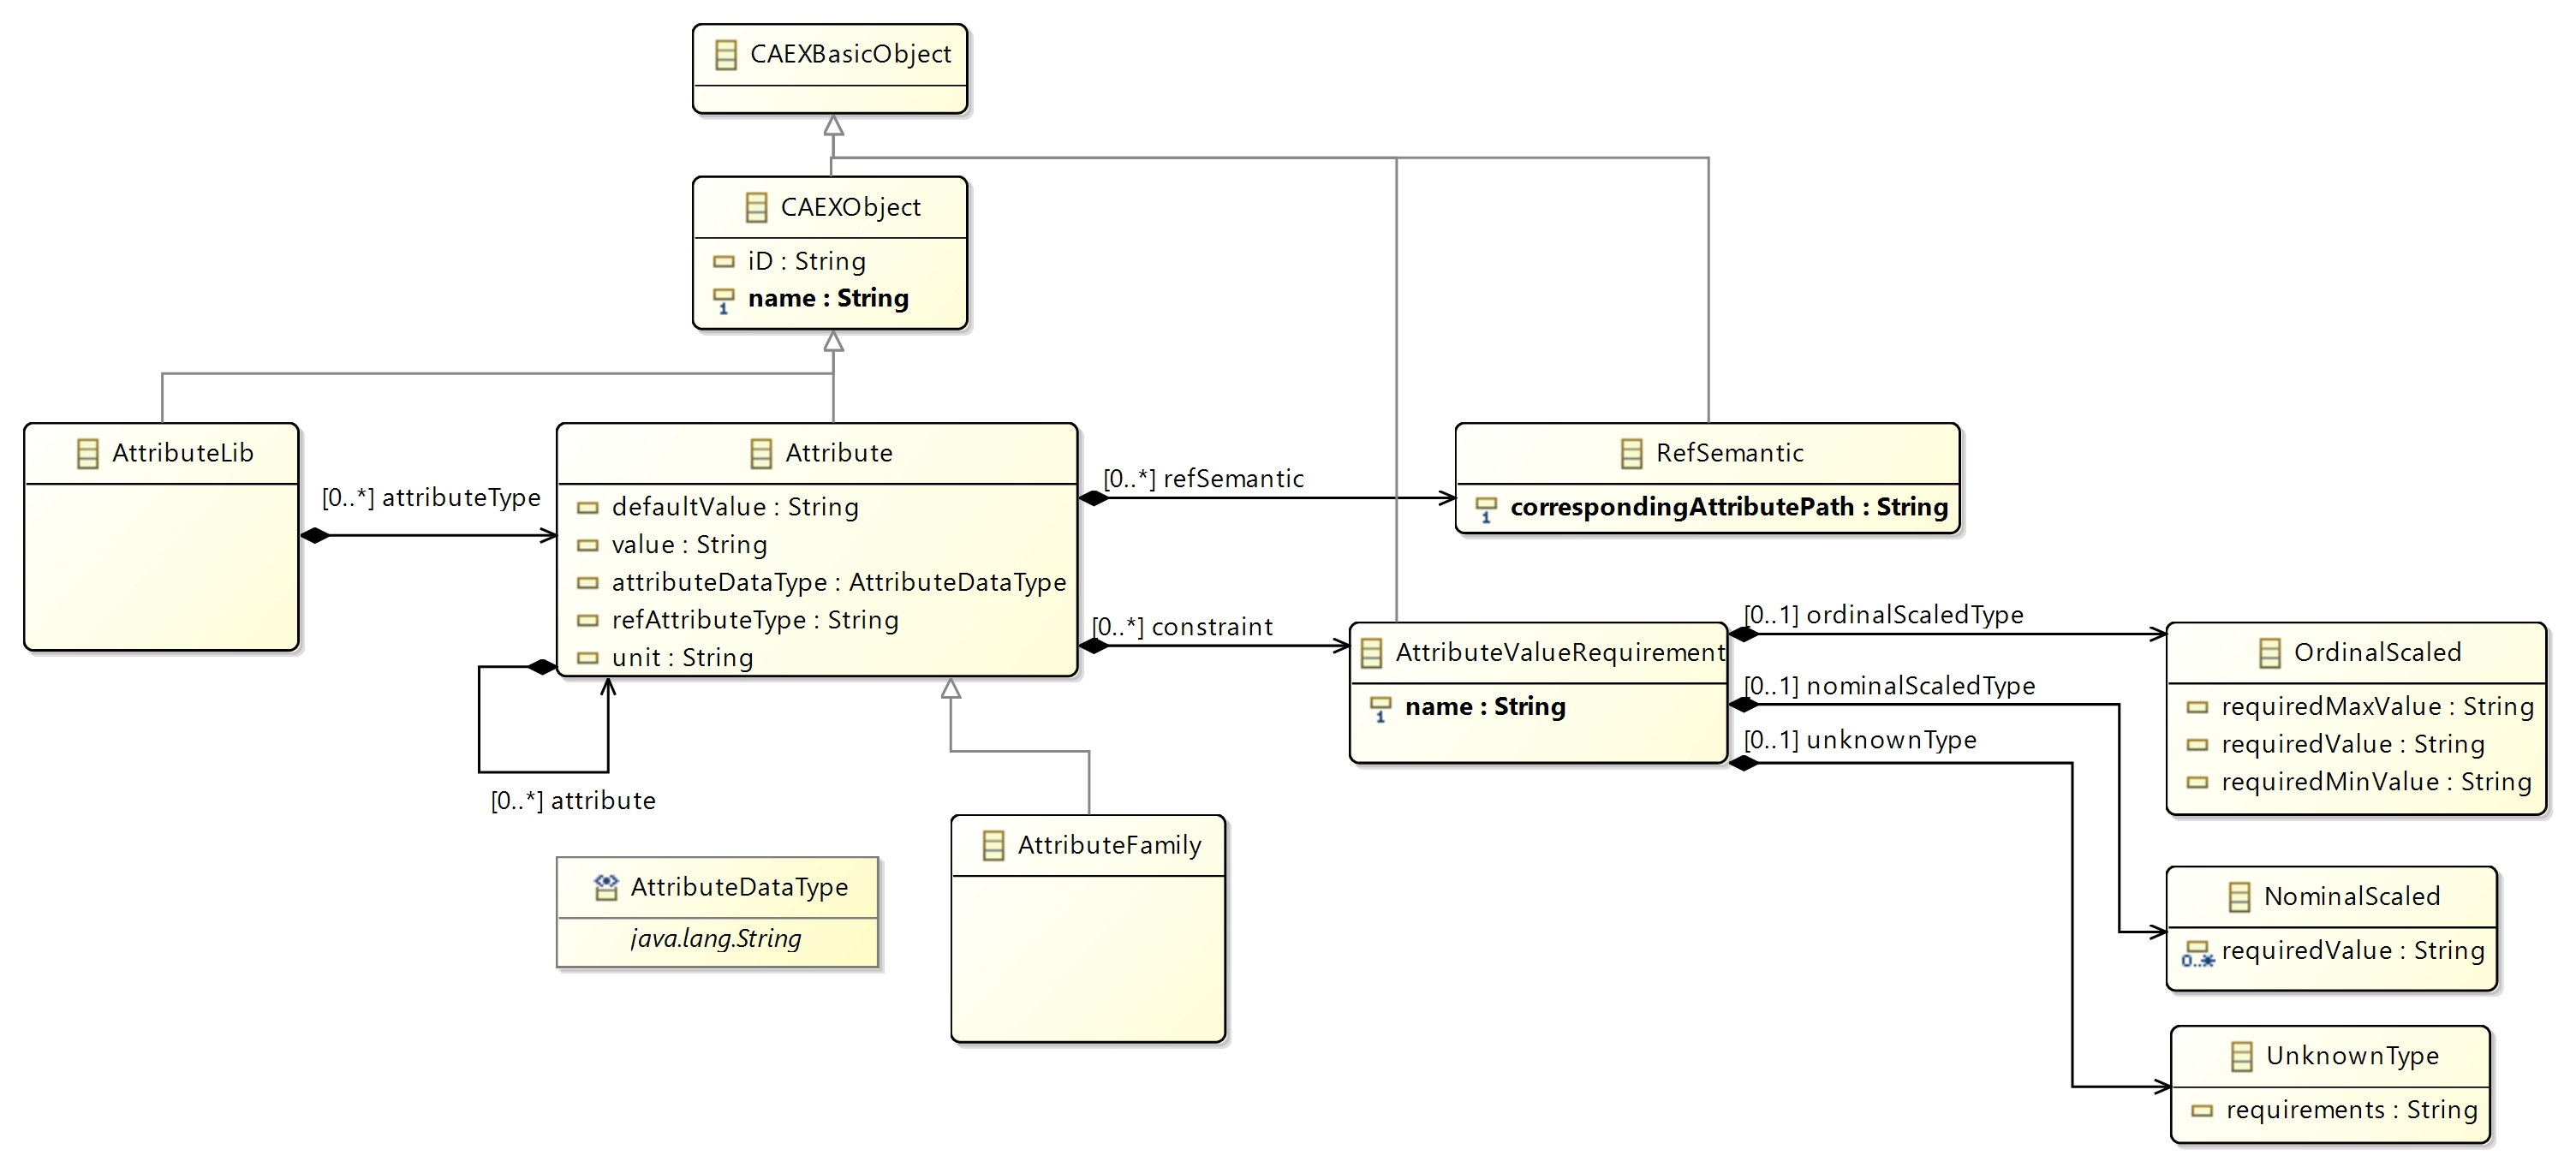 CAEXBasicObject
CAEXObject
iD : String
1 name : String
AttributeLib
[0..*] attributeType
Attribute
defaultValue : String
value : String
attributeDataType : AttributeDataType
refAttributeType : String
unit : String
[0..*] attribute
[0..*] refSemantic
RefSemantic
1 correspondingAttributePath : String
[0..*] constraint
AttributeValueRequirement
1 name : String
[0..1] ordinalScaledType
[0..1] nominalScaledType
[0..1] unknownType
OrdinalScaled
requiredMaxValue : String
requiredValue : String
requiredMinValue : String
AttributeDataType
java.lang.String
AttributeFamily
NominalScaled
0..* requiredValue : String
UnknownType
requirements : String